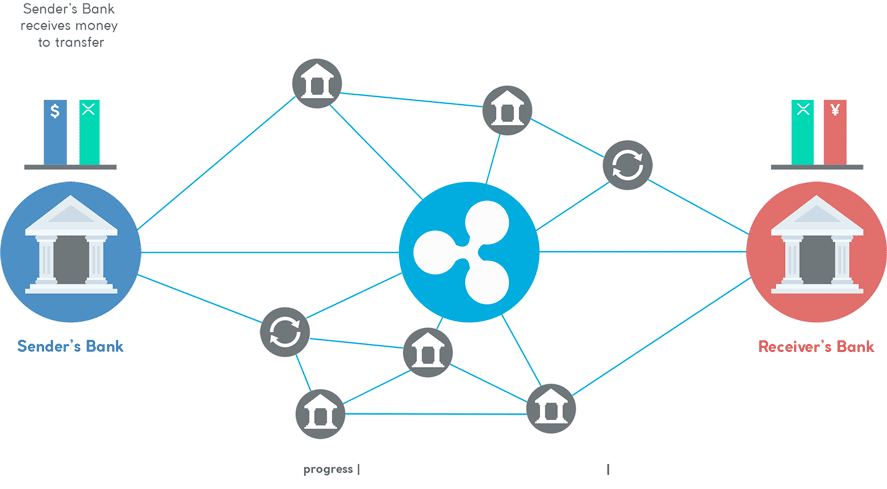 Sender's Bank
receives money
to transfer
$
¥
Sender's Bank
Receiver's Bank
progress | |